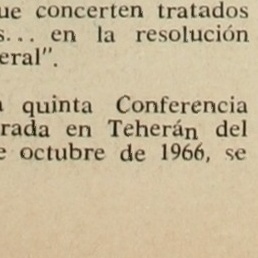 ue concerten tratados
s... en la resolución
eral".
a quinta Conferencia
rada en Teherán del
e octubre de 1966, se